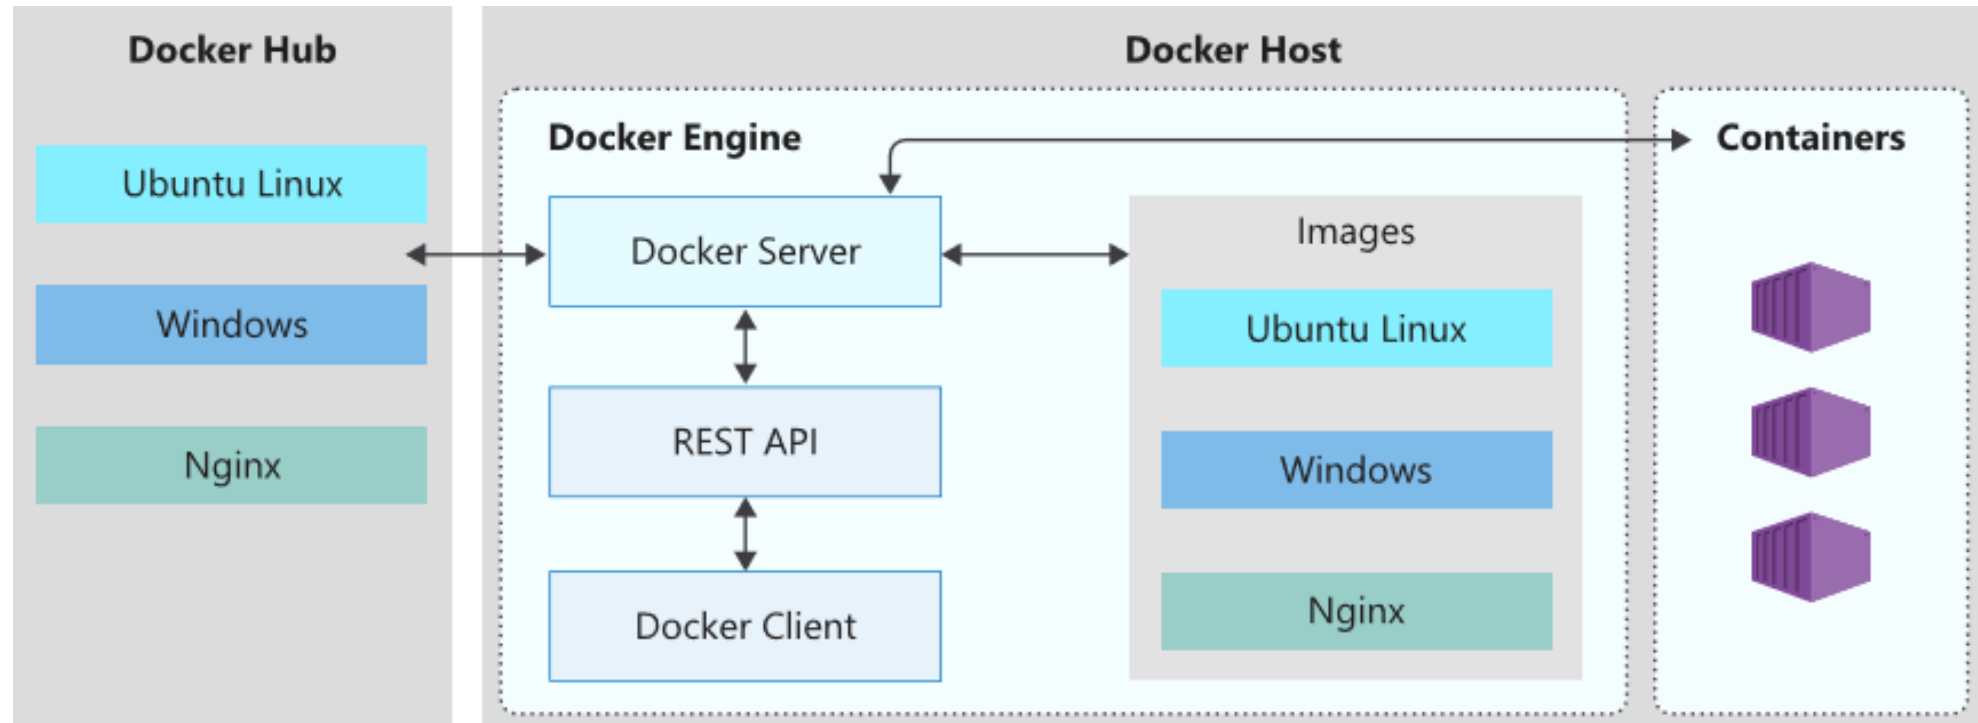 Docker Hub
Ubuntu Linux
Windows
Nginx
Docker Host
Docker Engine
Docker Server
REST API
Docker Client
Images
Ubuntu Linux
Windows
Nginx
Containers